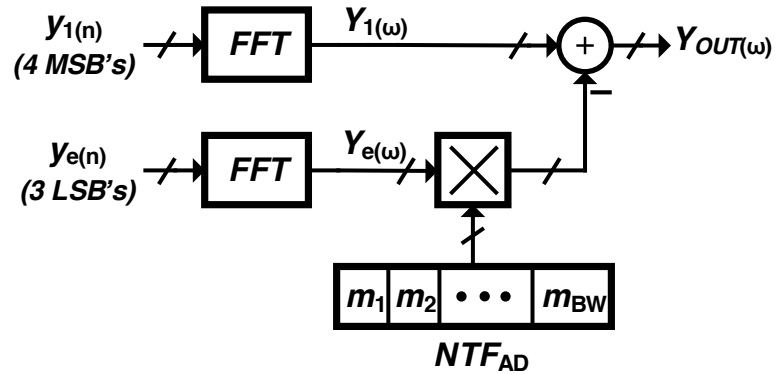 y1(n)
(4 MSB's)
FFT
Y1(ω)
+
YOUT(ω)
−
ye(n)
(3 LSB's)
FFT
Ye(ω)
m1 m2 • • • mBW
NTFAD